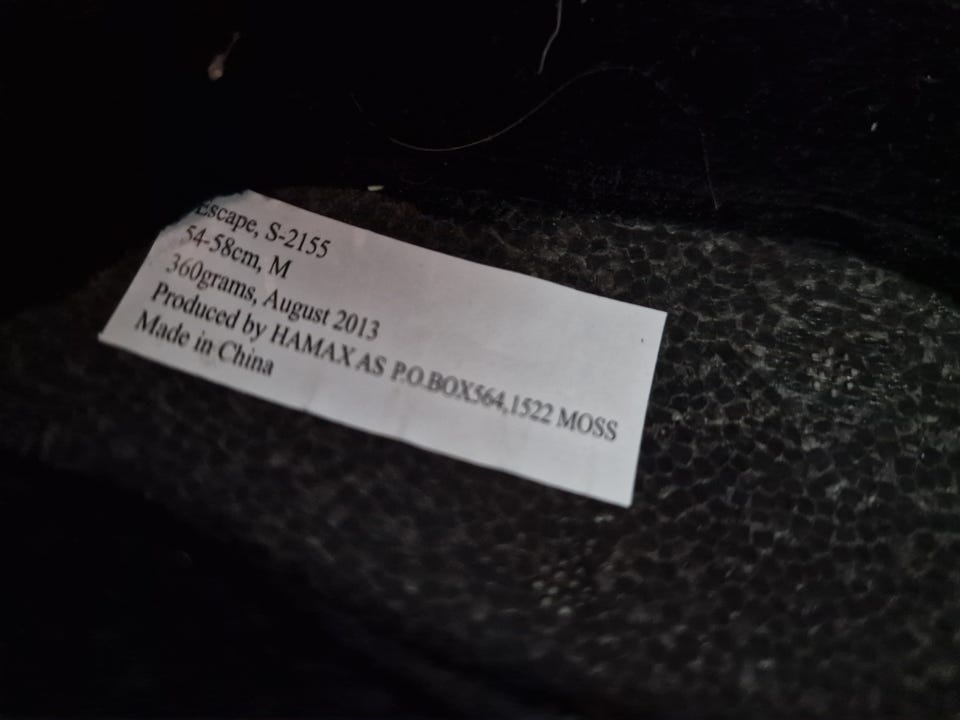 Escape, S-2155
54-58cm, M
360grams, August 2013
Produced by HAMAX AS P.O.BOX564,1522 MOSS
Made in China